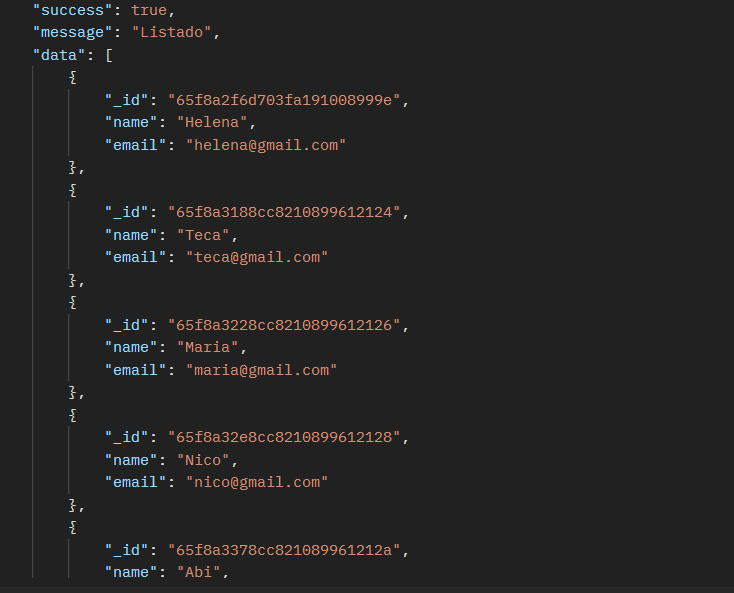 "success": true,
"message": "Listado",
"data": [
{
"_id": "65f8a2f6d703fa191008999e",
"name": "Helena",
"email": "helena@gmail.com"
},
{
"_id": "65f8a3188cc8210899612124",
"name": "Teca",
"email": "teca@gmail.com"
},
{
"_id": "65f8a3228cc8210899612126",
"name": "Maria",
"email": "maria@gmail.com"
},
{
"_id": "65f8a32e8cc8210899612128",
"name": "Nico",
"email": "nico@gmail.com"
},
{
"_id": "65f8a3378cc821089961212a",
"name": "Abi",